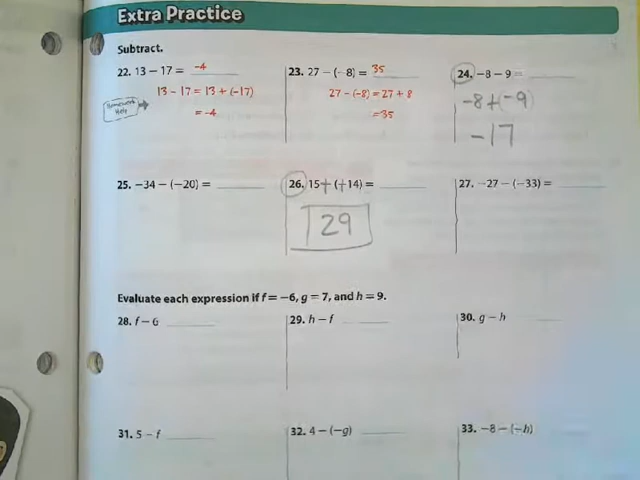 Extra Practice
Subtract.
22. 13 − 17 = -4
13 − 17 = 13 + (−17)
= −4
Homework Help
23. 27 − (−8) = 35
27 − (−8) = 27 + 8
=35
24. −8 − 9 =
-8+(-9)
-17
25. −34 − (−20) =
26. 15 + (+14) =
29
27. −27 − (−33) =
Evaluate each expression if f = −6, g = 7, and h = 9.
28. f − 6
29. h − f
30. g − h
31. 5 − f
32. 4 − (−g)
33. −8 − (−h)